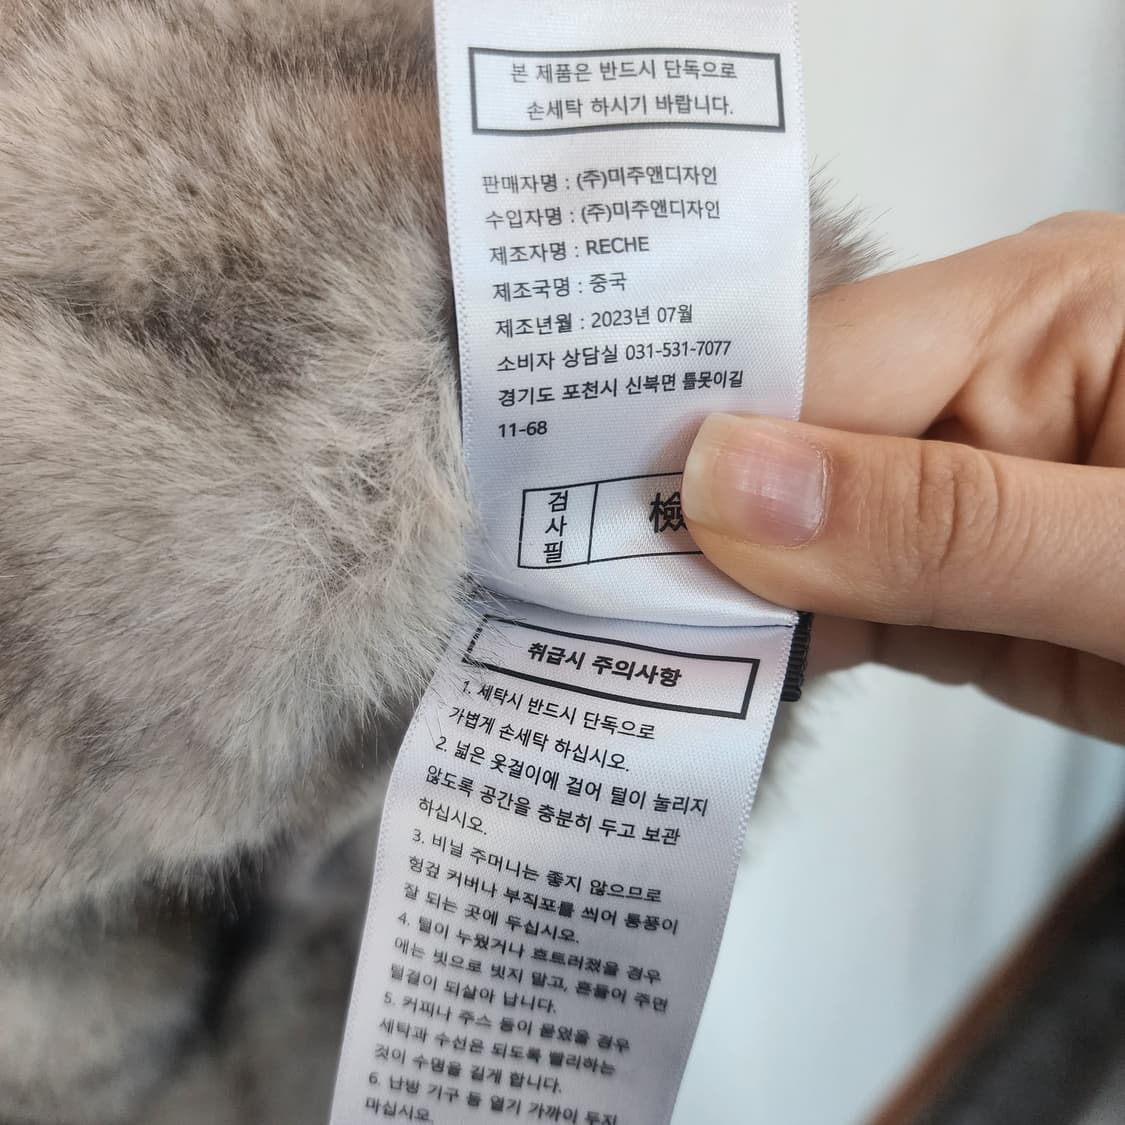 본 제품은 반드시 단독으로
손세탁 하시기 바랍니다.
판매자명 : (주)미주앤디자인
수입자명 : (주)미주앤디자인
제조자명 : RECHE
제조국명 : 중국
제조년월 : 2023년 07월
소비자 상담실 031-531-7077
경기도 포천시 신북면 틀못이길
11-68
검
사
필
檢
취급시 주의사항
1. 세탁시 반드시 단독으로
가볍게 손세탁 하십시오.
2. 넓은 옷걸이에 걸어 털이 눌리지
않도록 공간을 충분히 두고 보관
하십시오.
3. 비닐 주머니는 좋지 않으므로
헝겊 커버나 부직포를 씌어 통풍이
잘 되는 곳에 두십시오.
4. 털이 누웠거나 흐트러졌을 경우
에는 빗으로 빗지 말고, 흔들어 주면
털결이 되살아 납니다.
5. 커피나 주스 등이 묻었을 경우
세탁과 수선은 되도록 빨리하는
것이 수명을 길게 합니다.
6. 난방 기구 등 열기 가까이 두지
마십시오.